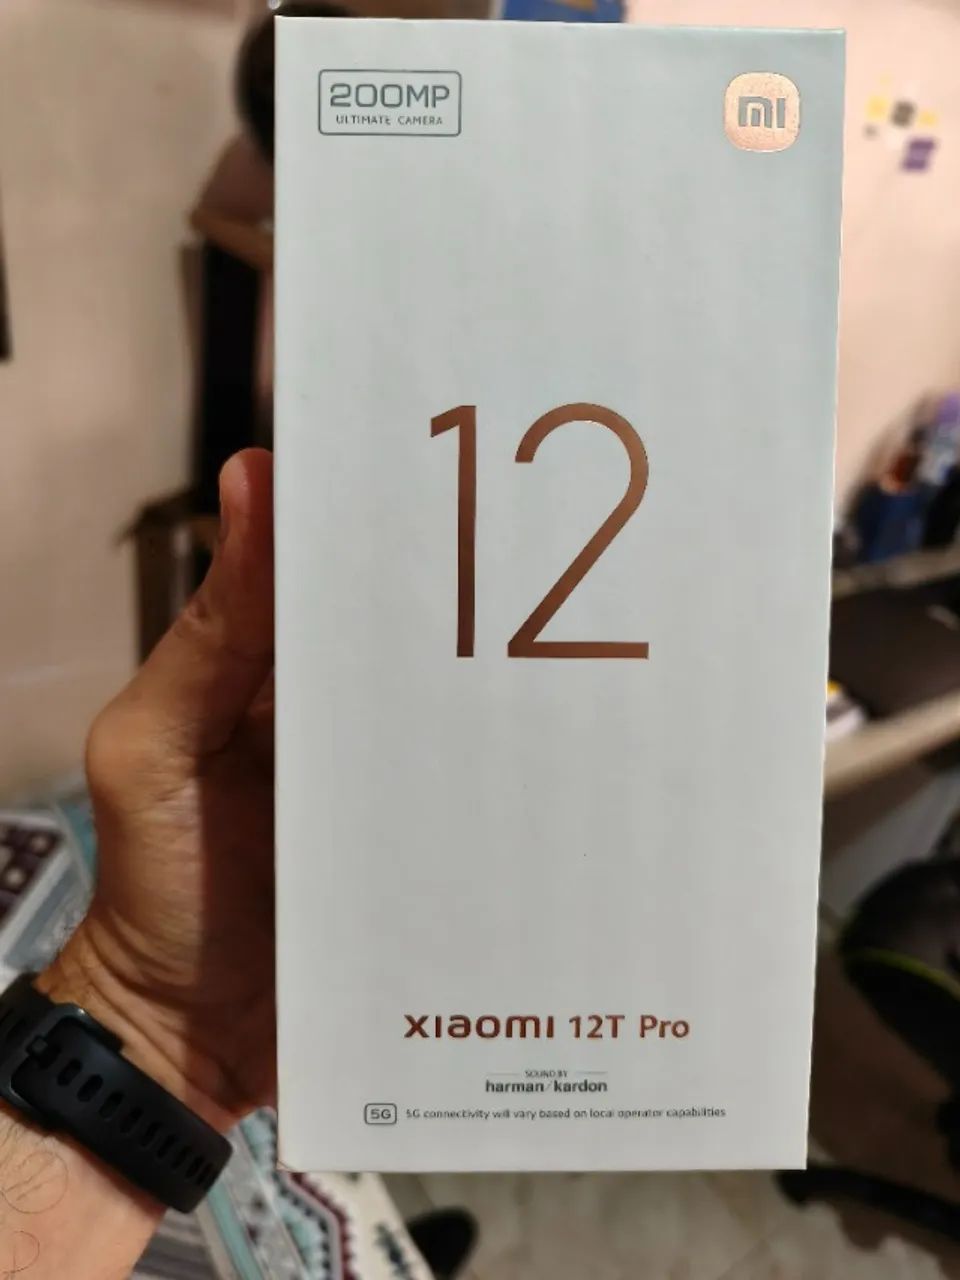 200MP
ULTIMATE CAMERA
MI
12
XIAOMI 12T Pro
SOUND BY
harman/kardon
5G 5G connectivity will vary based on local operator capabilities